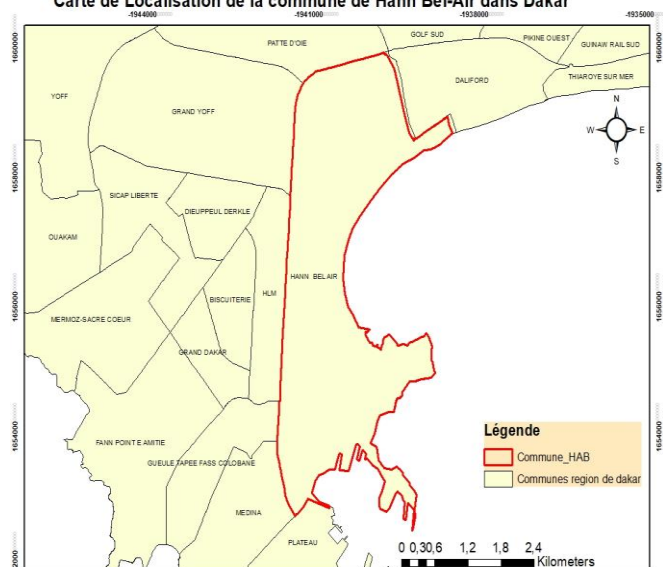 Carte de Localisation de la commune de Hann Bel-Air dans Dakar
-4944000 -4941000 -4938000 -4935000
1660000 1660000
GOLF SUD
PIKINE OUEST
GUINAW RAIL SUD
PATTE D'OIE
DALIFORD
THIAROYE SUR MER
YOFF
GRAND YOFF
N
W E
S
1658000 1658000
SICAP LIBERTE
DIEUPPEUL DERKLE
OUAKAM
HANN BEL AIR
HLM
BISCUITERIE
1656000 1656000
MERMOZ-SACRE COEUR
GRAND DAKAR
1654000 1654000
FANN POINT E AMITIE
GUEULE TAPEE FASS COLOBANE
MEDINA
PLATEAU
Légende
Commune_HAB
Communes region de dakar
0 0,30,6 1,2 1,8 2,4
Kilometers